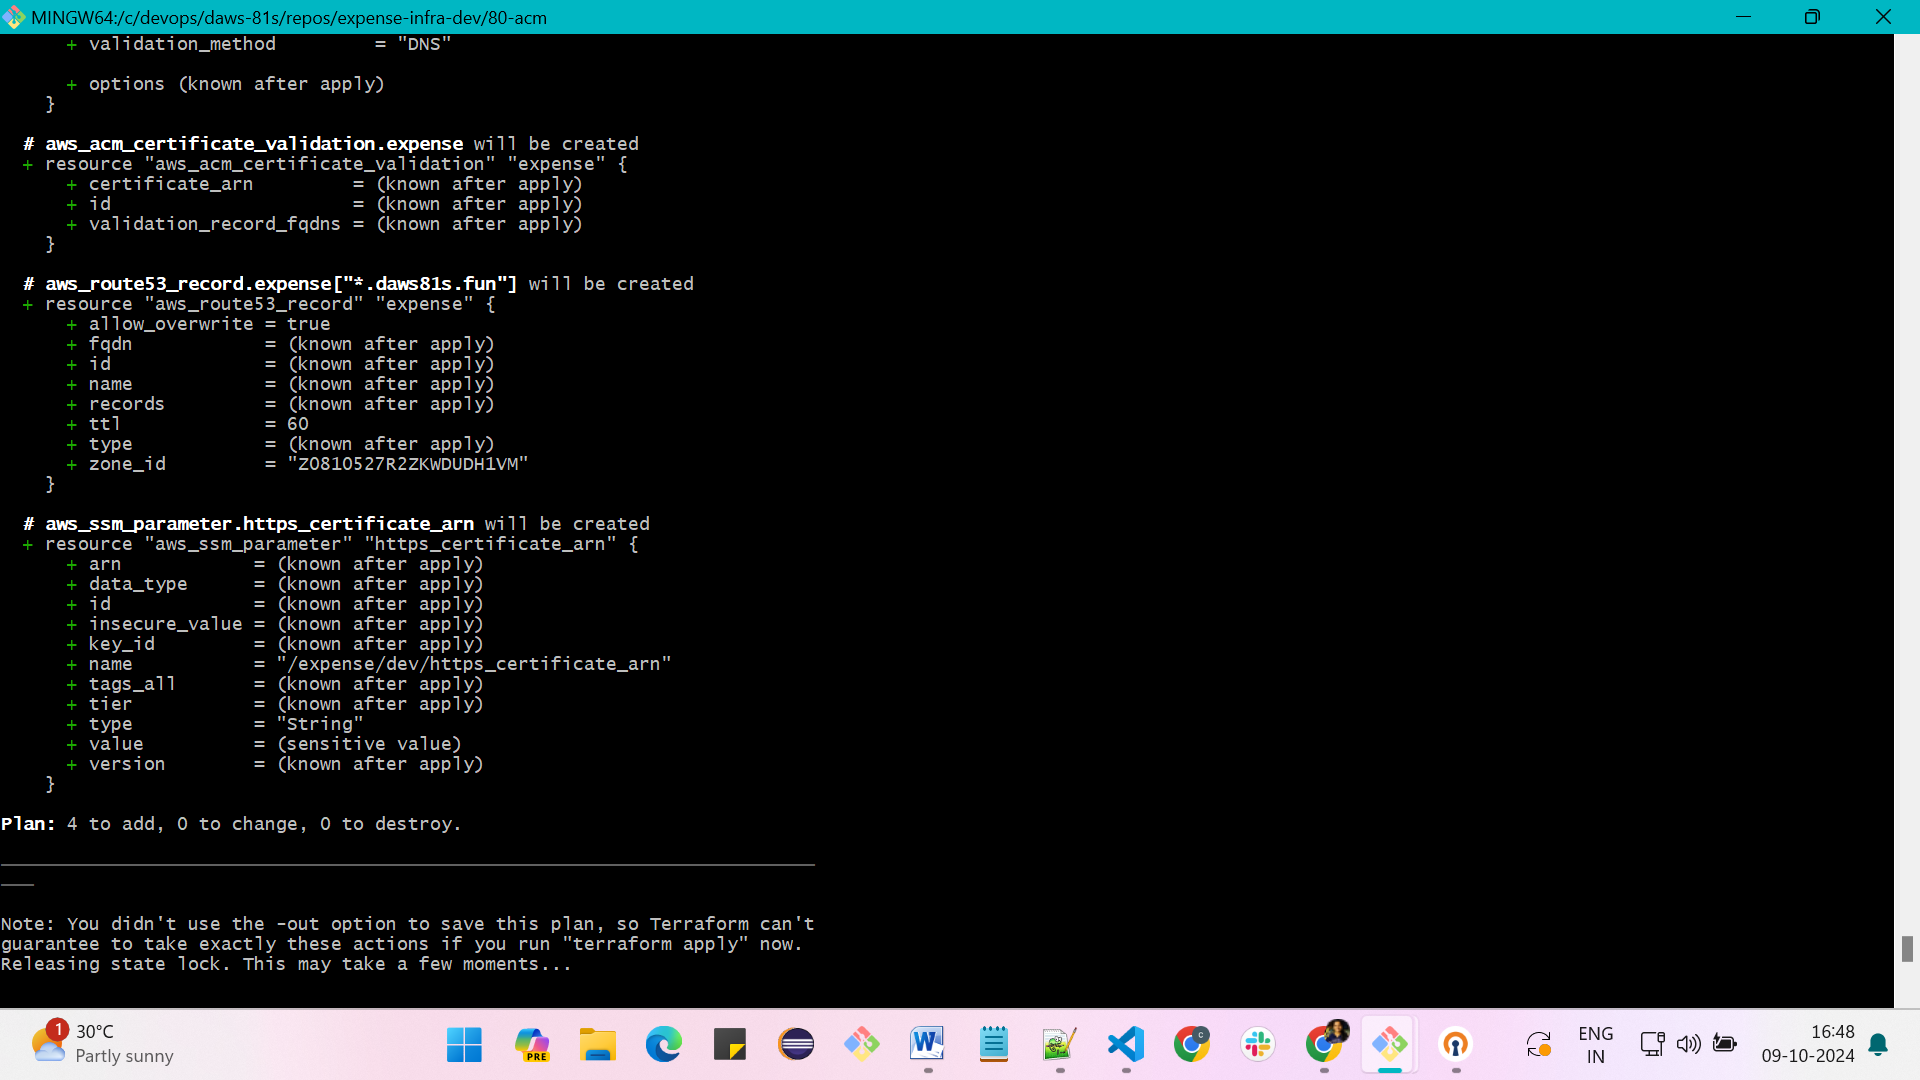 MINGW64:/c/devops/daws-81s/repos/expense-infra-dev/80-acm
+ validation_method = "DNS"
+ options (known after apply)
}
# aws_acm_certificate_validation.expense will be created
+ resource "aws_acm_certificate_validation" "expense" {
+ certificate_arn = (known after apply)
+ id = (known after apply)
+ validation_record_fqdns = (known after apply)
}
# aws_route53_record.expense["*.daws81s.fun"] will be created
+ resource "aws_route53_record" "expense" {
+ allow_overwrite = true
+ fqdn = (known after apply)
+ id = (known after apply)
+ name = (known after apply)
+ records = (known after apply)
+ ttl = 60
+ type = (known after apply)
+ zone_id = "Z0810527R2ZKWDUDH1VM"
}
# aws_ssm_parameter.https_certificate_arn will be created
+ resource "aws_ssm_parameter" "https_certificate_arn" {
+ arn = (known after apply)
+ data_type = (known after apply)
+ id = (known after apply)
+ insecure_value = (known after apply)
+ key_id = (known after apply)
+ name = "/expense/dev/https_certificate_arn"
+ tags_all = (known after apply)
+ tier = (known after apply)
+ type = "String"
+ value = (sensitive value)
+ version = (known after apply)
}
Plan: 4 to add, 0 to change, 0 to destroy.
Note: You didn't use the -out option to save this plan, so Terraform can't
guarantee to take exactly these actions if you run "terraform apply" now.
Releasing state lock. This may take a few moments...
1
30°C
Partly sunny
PRE
W
C
ENG
IN
16:48
09-10-2024